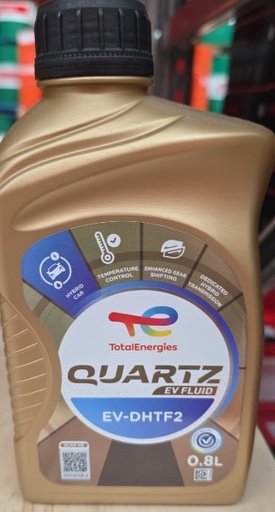 HYBRID
CAR
TEMPERATURE
CONTROL
ENHANCED GEAR
SHIFTING
DEDICATED
HYBRID
TRANSMISSION
TotalEnergies
QUARTZ
EV FLUID
EV-DHTF2
0.8L